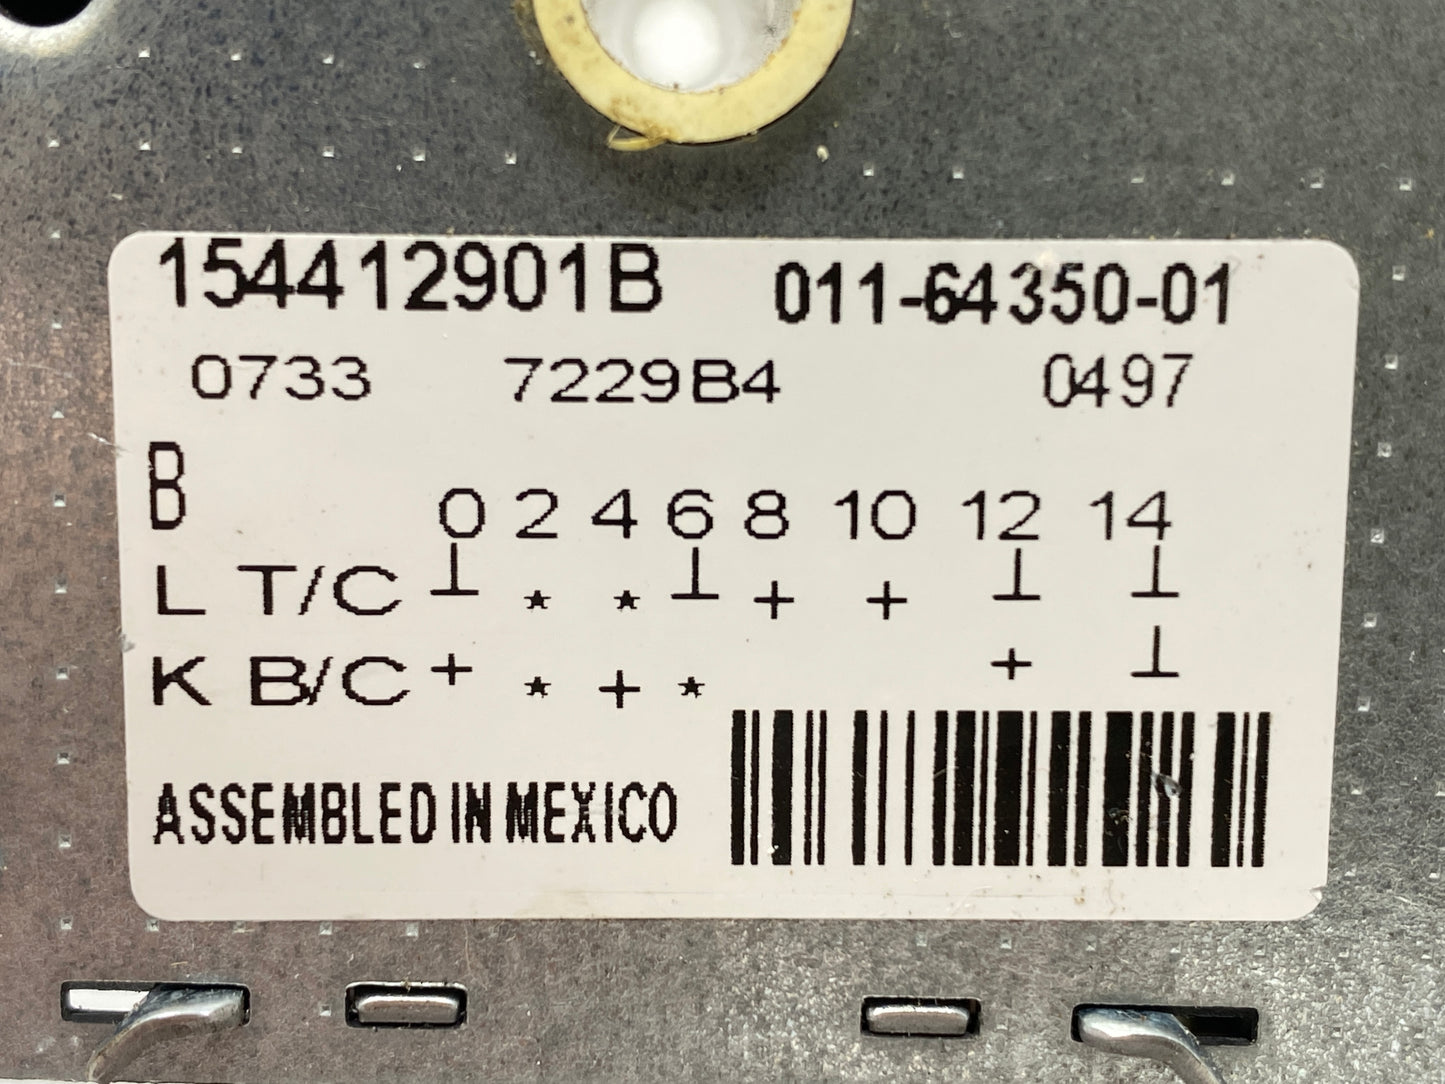 154412901B 011-64350-01
0733 7229B4 0497
B
0 2 4 6 8 10 12 14
L T/C ⊥ * * ⊥ + + ⊥ ⊥
K B/C + * + * + ⊥
ASSEMBLED IN MEXICO